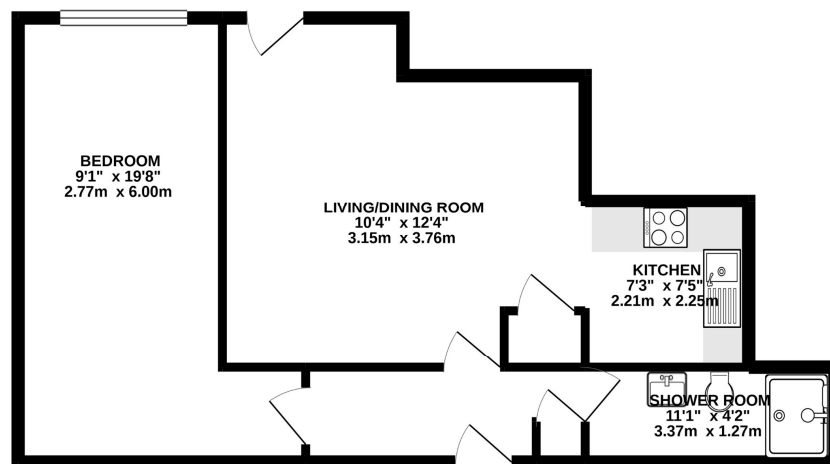 BEDROOM
9'1" x 19'8"
2.77m x 6.00m
LIVING/DINING ROOM
10'4" x 12'4"
3.15m x 3.76m
KITCHEN
7'3" x 7'5"
2.21m x 2.25m
SHOWER ROOM
11'1" x 4'2"
3.37m x 1.27m